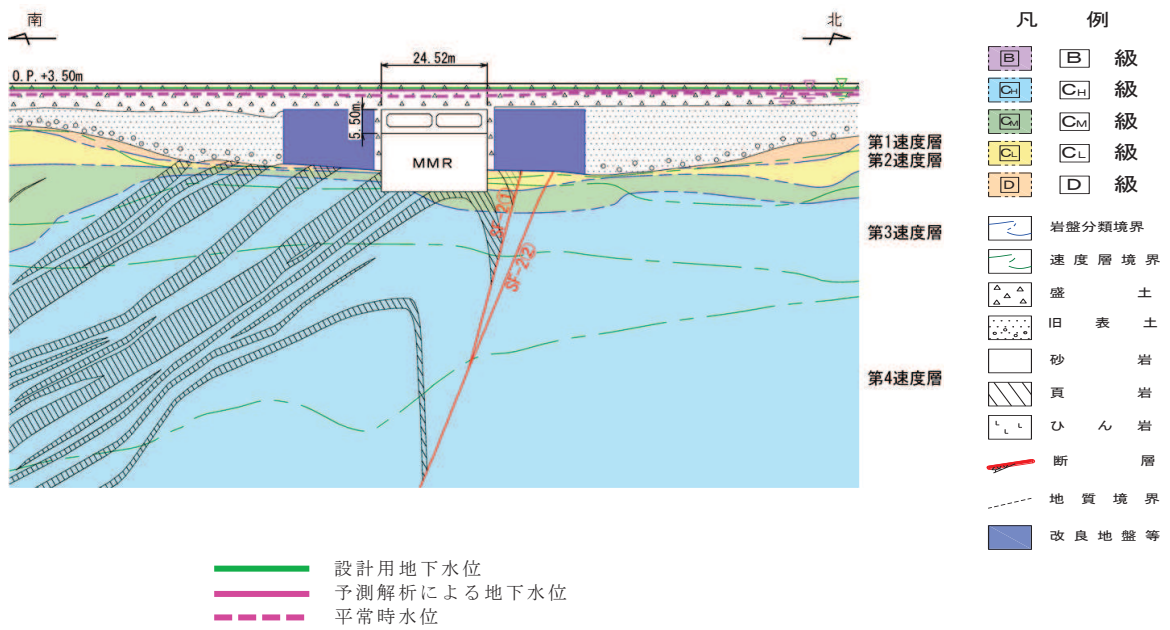 南
北
24.52m
O.P.+3.50m
5.50m
MMR
第1速度層
第2速度層
SF-2①
SF-2②
第3速度層
第4速度層
凡 例
B B 級
CH CH 級
CM CM 級
CL CL 級
D D 級
岩盤分類境界
速度層境界
盛 土
旧 表 土
砂 岩
頁 岩
ひ ん 岩
断 層
地 質 境 界
改 良 地 盤 等
設計用地下水位
予測解析による地下水位
平常時水位